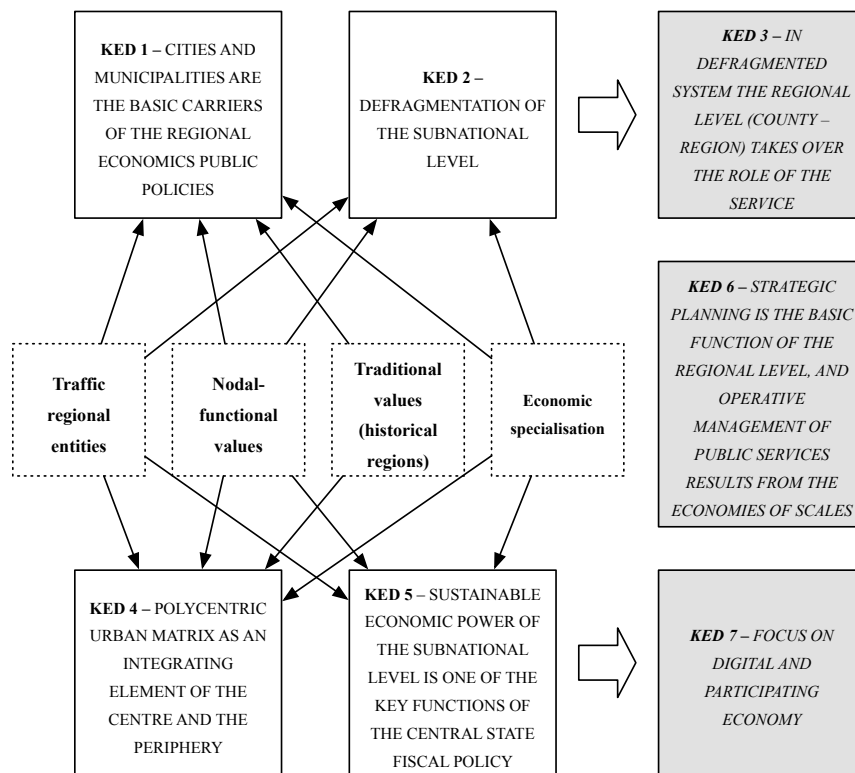 KED 1 – CITIES AND
MUNICIPALITIES ARE
THE BASIC CARRIERS
OF THE REGIONAL
ECONOMICS PUBLIC
POLICIES
KED 2 –
DEFRAGMENTATION OF
THE SUBNATIONAL
LEVEL
KED 3 – IN
DEFRAGMENTED
SYSTEM THE REGIONAL
LEVEL (COUNTY –
REGION) TAKES OVER
THE ROLE OF THE
SERVICE
KED 6 – STRATEGIC
PLANNING IS THE BASIC
FUNCTION OF THE
REGIONAL LEVEL, AND
OPERATIVE
MANAGEMENT OF
PUBLIC SERVICES
RESULTS FROM THE
ECONOMIES OF SCALES
Traffic
regional
entities
Nodal-
functional
values
Traditional
values
(historical
regions)
Economic
specialisation
KED 4 – POLYCENTRIC
URBAN MATRIX AS AN
INTEGRATING
ELEMENT OF THE
CENTRE AND THE
PERIPHERY
KED 5 – SUSTAINABLE
ECONOMIC POWER OF
THE SUBNATIONAL
LEVEL IS ONE OF THE
KEY FUNCTIONS OF
THE CENTRAL STATE
FISCAL POLICY
KED 7 – FOCUS ON
DIGITAL AND
PARTICIPATING
ECONOMY